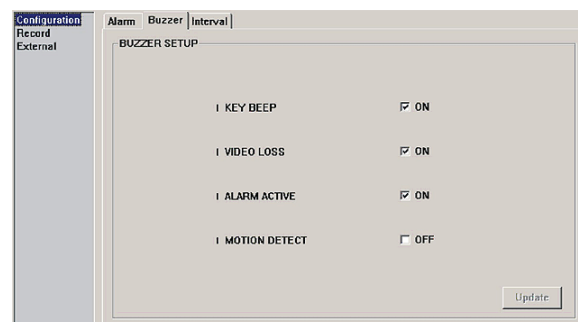 Configuration
Record
External
Alarm Buzzer Interval
BUZZER SETUP
KEY BEEP ON
VIDEO LOSS ON
ALARM ACTIVE ON
MOTION DETECT OFF
Update